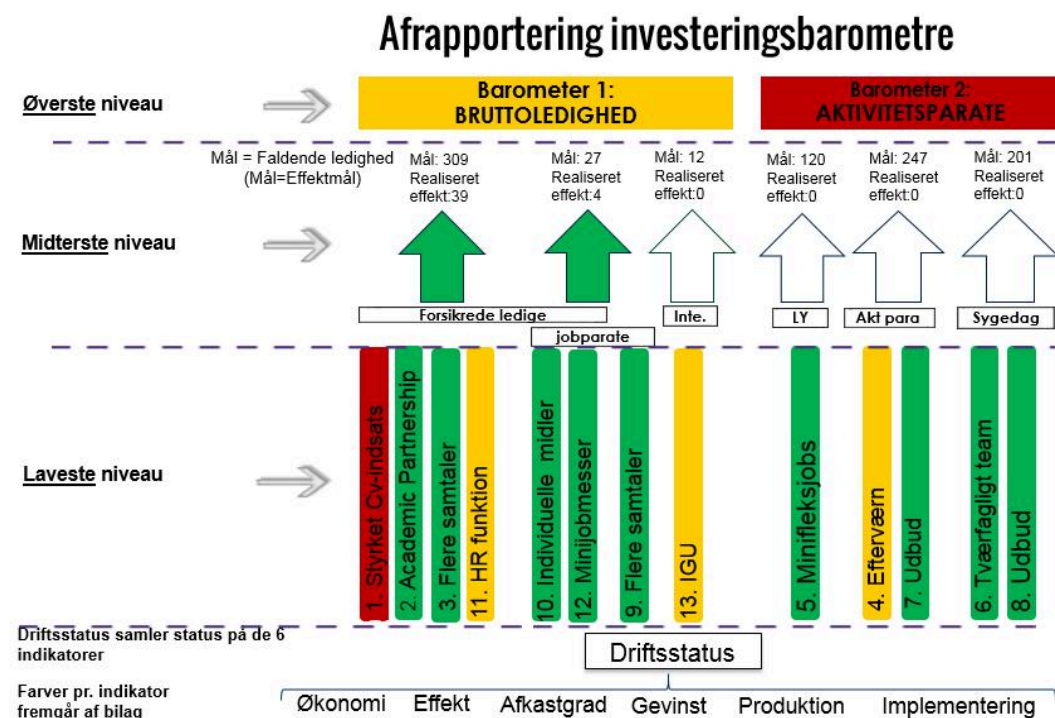 Afrapportering investeringsbarometre
Øverste niveau
Barometer 1:
BRUTTOLEDIGHED
Barometer 2:
AKTIVITETSPARATE
Mål = Faldende ledighed
(Mål=Effektmål)
Mål: 309
Realiseret
effekt:39
Mål: 27
Realiseret
effekt:4
Mål: 12
Realiseret
effekt:0
Mål: 120
Realiseret
effekt:0
Mål: 247
Realiseret
effekt:0
Mål: 201
Realiseret
effekt:0
Midterste niveau
Forsikrede ledige
jobparate
Inte.
LY
Akt para
Sygedag
Laveste niveau
1. Styrket Cv-indsats
2. Academic Partnership
3. Flere samtaler
11. HR funktion
10. Individuelle midler
12. Minijobmesser
9. Flere samtaler
13. IGU
5. Minifleksjobs
4. Efterværn
7. Udbud
6. Tværfagligt team
8. Udbud
Driftsstatus samler status på de 6
indikatorer
Driftsstatus
Farver pr. indikator
fremgår af bilag
Økonomi Effekt Afkastgrad Gevinst Produktion Implementering